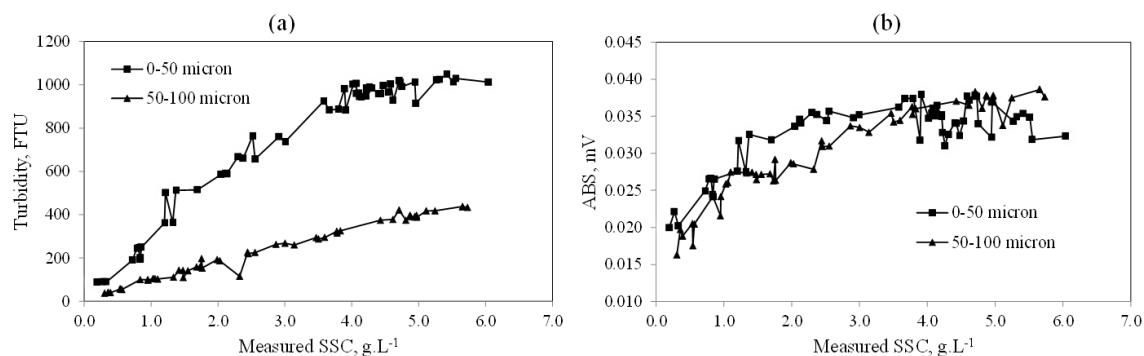 (a)
Turbidity, FTU
1200
1000
800
600
400
200
0
0-50 micron
50-100 micron
0.0 1.0 2.0 3.0 4.0 5.0 6.0 7.0
Measured SSC, g.L-1
(b)
ABS, mV
0.045
0.040
0.035
0.030
0.025
0.020
0.015
0.010
0-50 micron
50-100 micron
0.0 1.0 2.0 3.0 4.0 5.0 6.0 7.0
Measured SSC, g.L-1